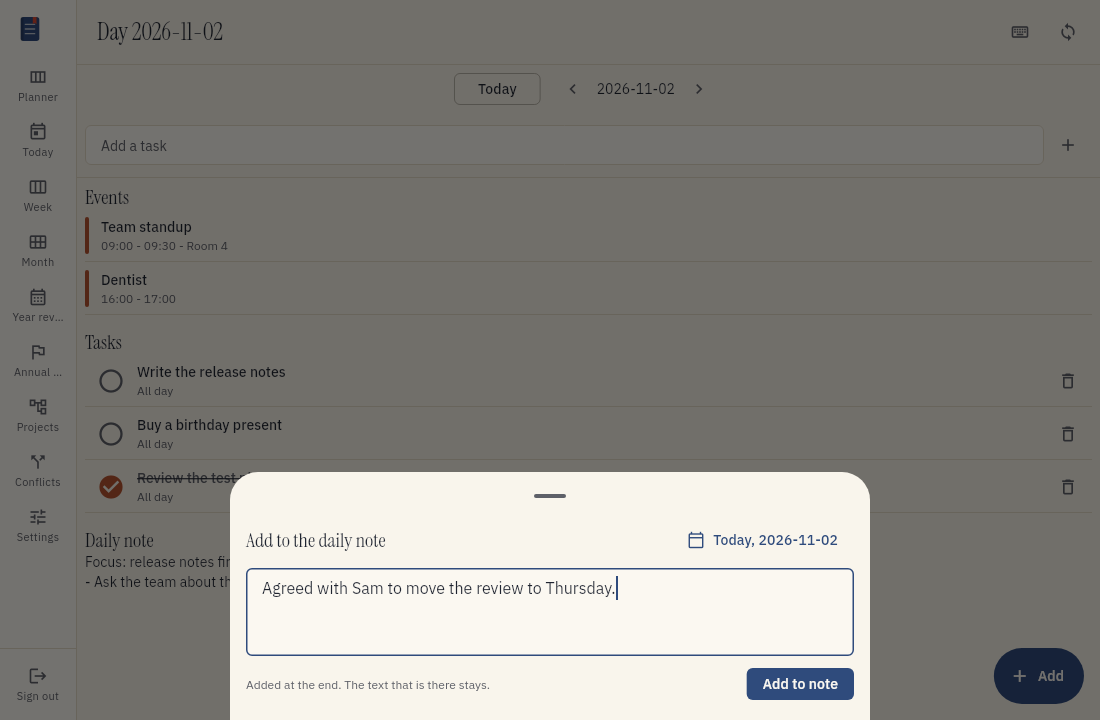 Day 2026-11-02
Planner
Today
Week
Month
Year rev...
Annual ...
Projects
Conflicts
Settings
Sign out
Today
2026-11-02
Add a task
Events
Team standup
09:00 - 09:30 - Room 4
Dentist
16:00 - 17:00
Tasks
Write the release notes
All day
Buy a birthday present
All day
Review the test
All day
Daily note
Focus: release notes
- Ask the team about
Add to the daily note
Today, 2026-11-02
Agreed with Sam to move the review to Thursday.
Added at the end. The text that is there stays.
Add to note
Add